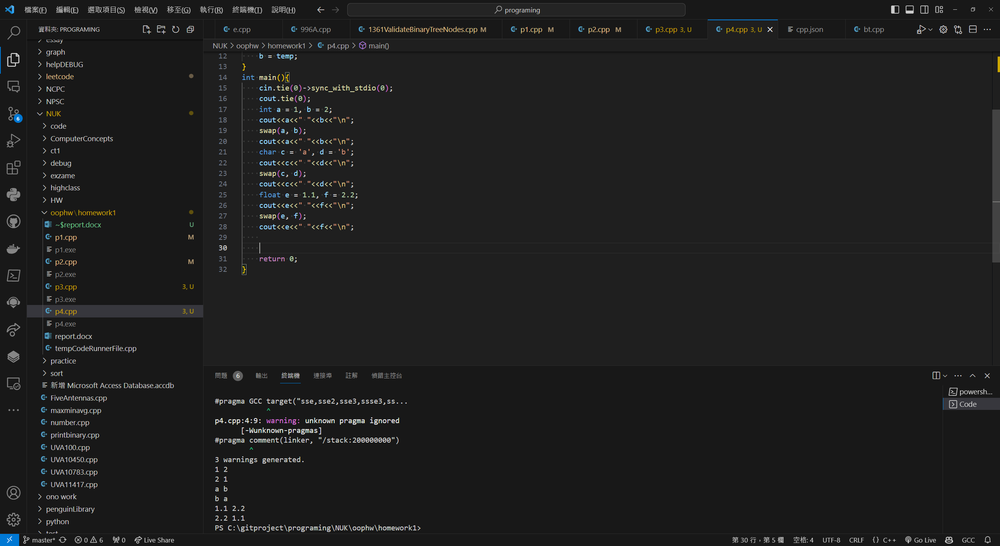 檔案(F) 編輯(E) 選取項目(S) 檢視(V) 移至(G) 執行(R) 終端機(T) 說明(H) programing
資料夾: PROGRAMING
essay
graph
helpDEBUG
leetcode
NCPC
NPSC
NUK
code
ComputerConcepts
ct1
debug
exzame
highclass
HW
oophw\homework1
~$report.docx U
p1.cpp M
p1.exe
p2.cpp M
p2.exe
p3.cpp 3, U
p3.exe
p4.cpp 3, U
p4.exe
report.docx
tempCodeRunnerFile.cpp
practice
sort
新增 Microsoft Access Database.accdb
FiveAntennas.cpp
maxminavg.cpp
number.cpp
printbinary.cpp
UVA100.cpp
UVA10450.cpp
UVA10783.cpp
UVA11417.cpp
ono work
penguinLibrary
python
test
6
e.cpp 996A.cpp 1361ValidateBinaryTreeNodes.cpp M p1.cpp M p2.cpp M p3.cpp 3, U p4.cpp 3, U cpp.json bt.cpp
NUK > oophw > homework1 > p4.cpp > main()
12 b = temp;
13 }
14 int main(){
15 cin.tie(0)->sync_with_stdio(0);
16 cout.tie(0);
17 int a = 1, b = 2;
18 cout<<a<<" "<<b<<"\n";
19 swap(a, b);
20 cout<<a<<" "<<b<<"\n";
21 char c = 'a', d = 'b';
22 cout<<c<<" "<<d<<"\n";
23 swap(c, d);
24 cout<<c<<" "<<d<<"\n";
25 float e = 1.1, f = 2.2;
26 cout<<e<<" "<<f<<"\n";
27 swap(e, f);
28 cout<<e<<" "<<f<<"\n";
29
30
31 return 0;
32 }
問題 6 輸出 終端機 連接埠 註解 偵錯主控台
#pragma GCC target("sse,sse2,sse3,ssse3,ss...
^
p4.cpp:4:9: warning: unknown pragma ignored
[-Wunknown-pragmas]
#pragma comment(linker, "/stack:200000000")
^
3 warnings generated.
1 2
2 1
a b
b a
1.1 2.2
2.2 1.1
PS C:\gitproject\programing\NUK\oophw\homework1>
powersh...
Code
master* 0 6 0 Live Share 第 30 行，第 5 欄 空格: 4 UTF-8 CRLF {} C++ Go Live GCC